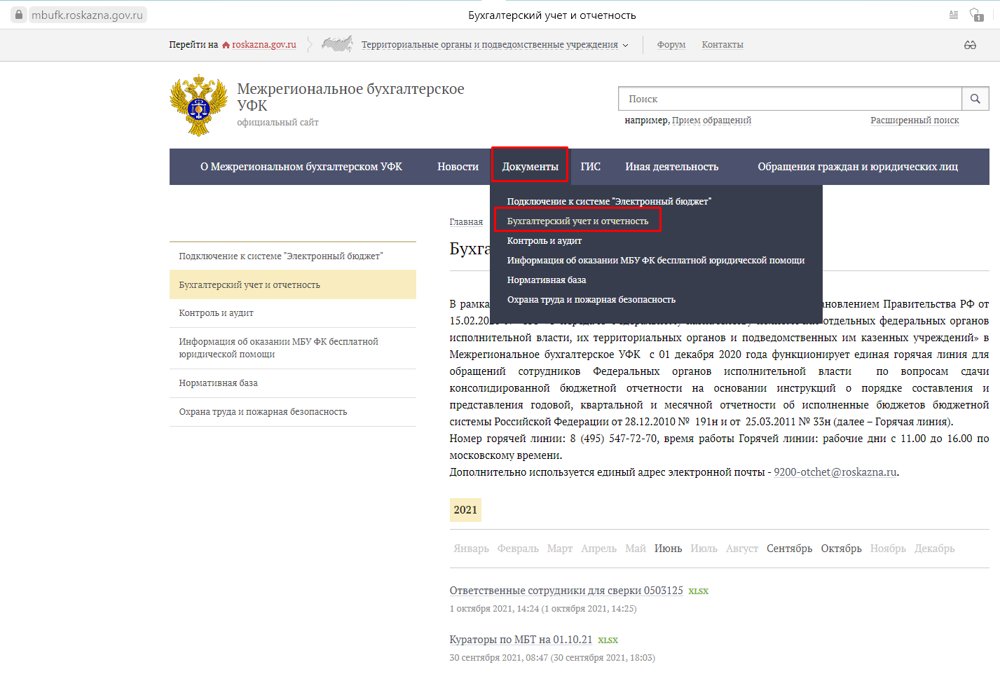 mbufk.roskazna.gov.ru
Бухгалтерский учет и отчетность
1
Перейти на roskazna.gov.ru
Территориальные органы и подведомственные учреждения
Форум
Контакты
Межрегиональное бухгалтерское
УФК
официальный сайт
Поиск
например, Прием обращений
Расширенный поиск
О Межрегиональном бухгалтерском УФК
Новости
Документы
ГИС
Иная деятельность
Обращения граждан и юридических лиц
Подключение к системе "Электронный бюджет"
Бухгалтерский учет и отчетность
Контроль и аудит
Информация об оказании МБУ ФК бесплатной юридической помощи
Нормативная база
Охрана труда и пожарная безопасность
Подключение к системе "Электронный бюджет"
Бухгалтерский учет и отчетность
Контроль и аудит
Информация об оказании МБУ ФК бесплатной
юридической помощи
Нормативная база
Охрана труда и пожарная безопасность
Главная
Бухга
В рамка ановлением Правительства РФ от
15.02.2 отдельных федеральных органов
исполнительной власти, их территориальных органов и подведомственных им казенных учреждений» в
Межрегиональное бухгалтерское УФК с 01 декабря 2020 года функционирует единая горячая линия для
обращений сотрудников Федеральных органов исполнительной власти по вопросам сдачи
консолидированной бюджетной отчетности на основании инструкций о порядке составления и
представления годовой, квартальной и месячной отчетности об исполненные бюджетов бюджетной
системы Российской Федерации от 28.12.2010 № 191н и от 25.03.2011 № 33н (далее – Горячая линия).
Номер горячей линии: 8 (495) 547-72-70, время работы Горячей линии: рабочие дни с 11.00 до 16.00 по
московскому времени.
Дополнительно используется единый адрес электронной почты - 9200-otchet@roskazna.ru.
2021
Январь Февраль Март Апрель Май Июнь Июль Август Сентябрь Октябрь Ноябрь Декабрь
Ответственные сотрудники для сверки 0503125 XLSX
1 октября 2021, 14:24 (1 октября 2021, 14:25)
Кураторы по МБТ на 01.10.21 XLSX
30 сентября 2021, 08:47 (30 сентября 2021, 18:03)